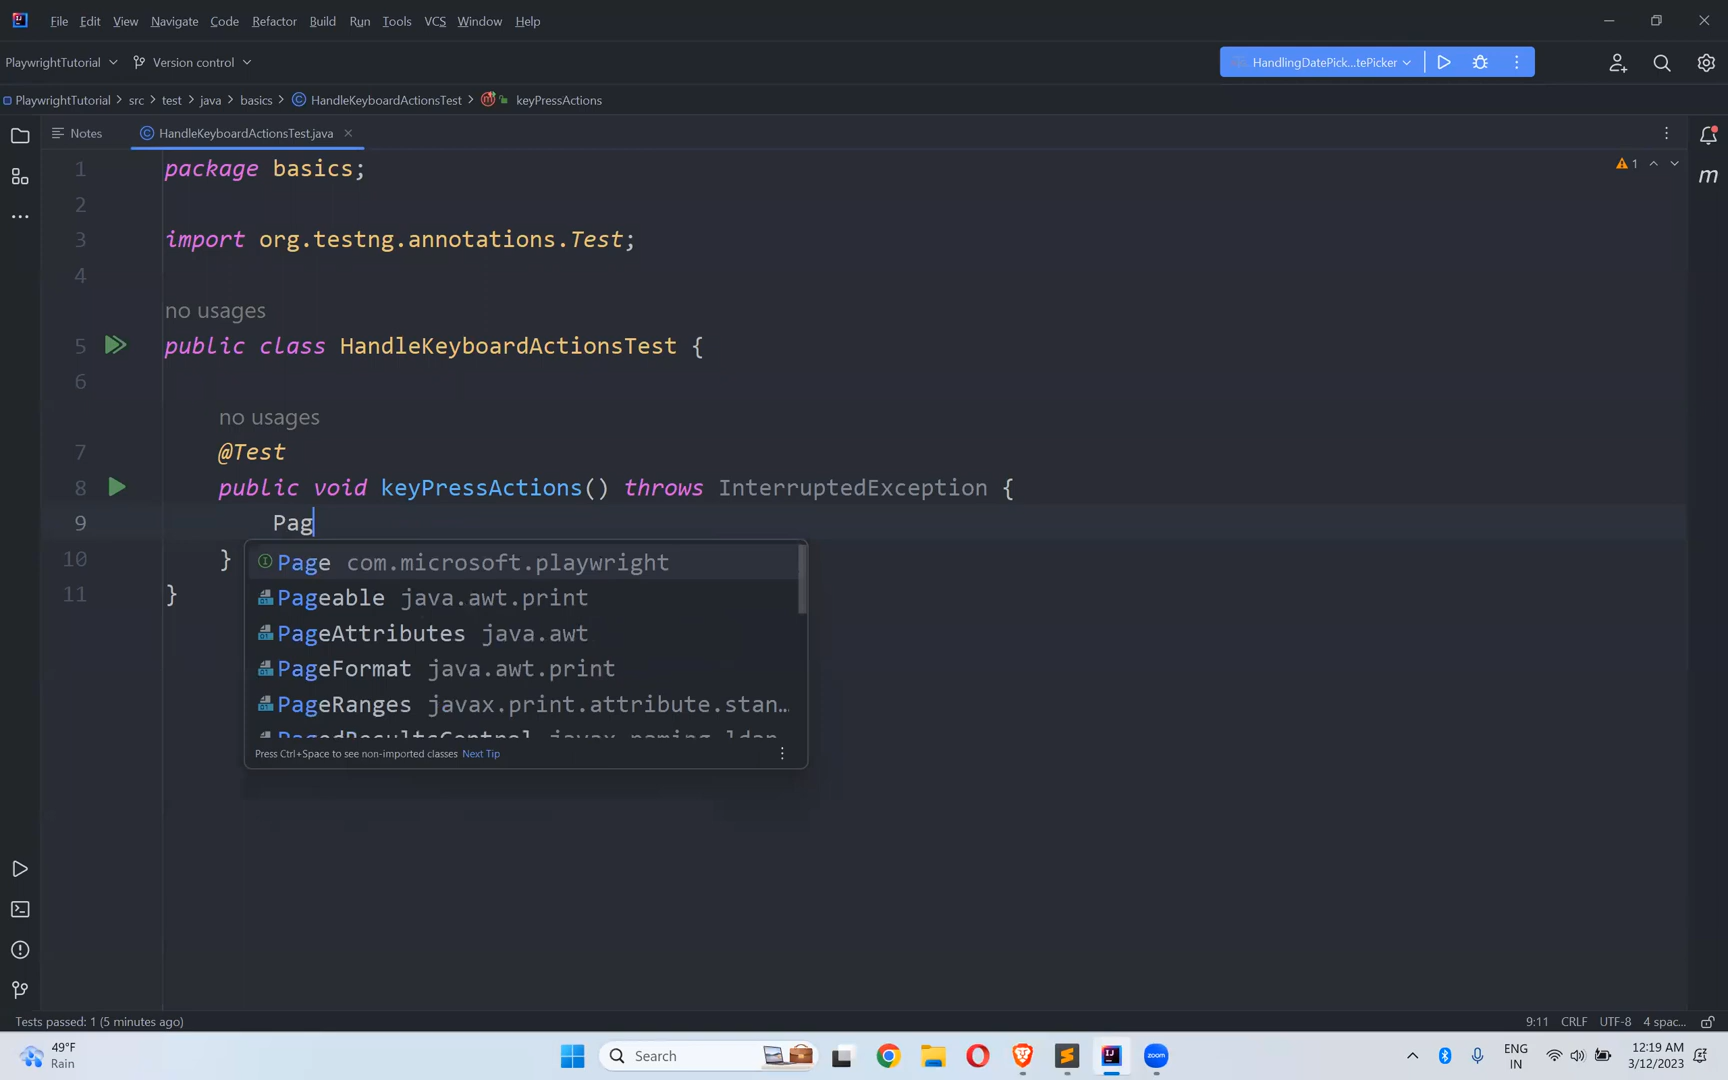 File Edit View Navigate Code Refactor Build Run Tools VCS Window Help
PlaywrightTutorial Version control HandlingDatePick...tePicker
PlaywrightTutorial src test java basics HandleKeyboardActionsTest keyPressActions
Notes HandleKeyboardActionsTest.java
1 package basics; 1
2
3 import org.testng.annotations.Test;
4
no usages
5 public class HandleKeyboardActionsTest {
6
no usages
7 @Test
8 public void keyPressActions() throws InterruptedException {
9 Pag
10 }
11 }
Page com.microsoft.playwright
Pageable java.awt.print
PageAttributes java.awt
PageFormat java.awt.print
PageRanges javax.print.attribute.stan...
PagedResultsControl javax.naming.ldap
Press Ctrl+Space to see non-imported classes Next Tip
Tests passed: 1 (5 minutes ago) 9:11 CRLF UTF-8 4 spac...
49°F
Rain
Search
zoom
ENG
IN
12:19 AM
3/12/2023